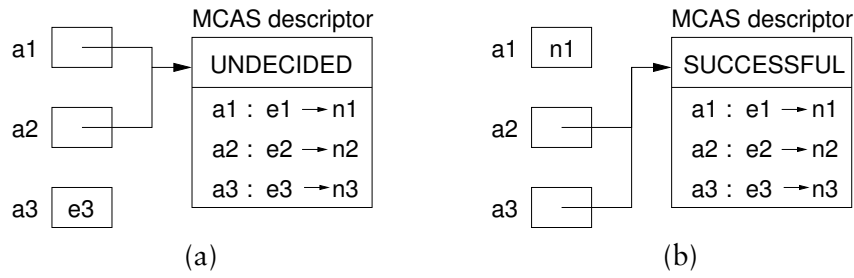 MCAS descriptor
a1
UNDECIDED
a1 : e1 → n1
a2
a2 : e2 → n2
a3 : e3 → n3
a3 e3
(a)
MCAS descriptor
a1 n1
SUCCESSFUL
a1 : e1 → n1
a2
a2 : e2 → n2
a3 : e3 → n3
a3
(b)